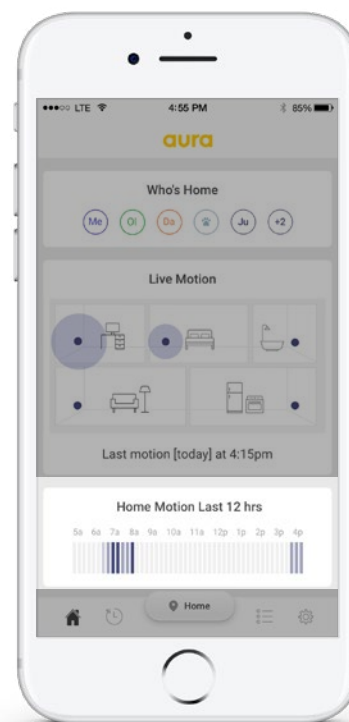 LTE 4:55 PM 85%
aura
Who's Home
Me Ol Da Ju +2
Live Motion
Last motion [today] at 4:15pm
Home Motion Last 12 hrs
5a 6a 7a 8a 9a 10a 11a 12p 1p 2p 3p 4p
Home